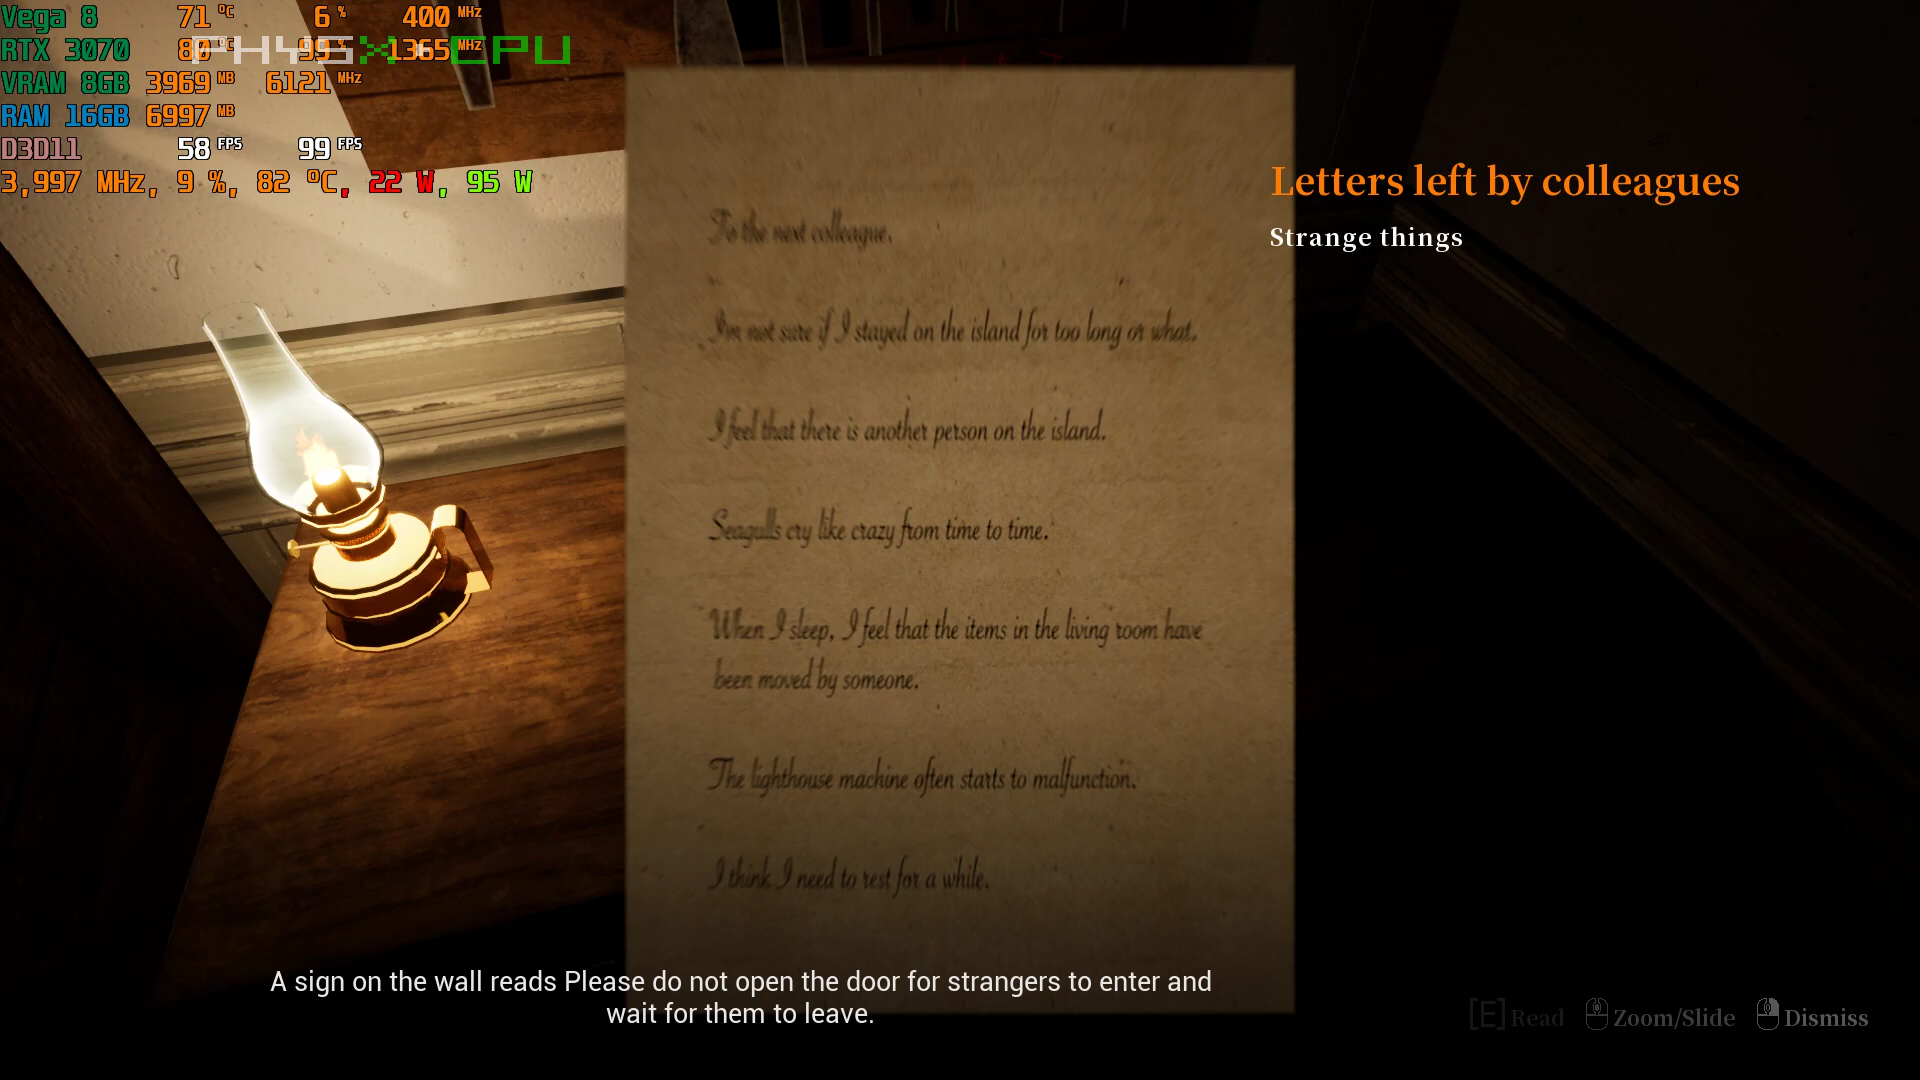 Vega 8 71 °C 6 % 400 MHz
PHYSX > CPU
RTX 3070 °C % 1365 MHz
VRAM 8GB 3969 MB 6121 MHz
RAM 16GB 6997 MB
D3D11 58 FPS 99 FPS
3,997 MHz, 9 %, 82 °C, 22 W, 95 W
Letters left by colleagues
Strange things
To the next colleague.
I'm not sure if I stayed on the island for too long or what.
I feel that there is another person on the island.
Seagulls cry like crazy from time to time.
When I sleep, I feel that the items in the living room have
been moved by someone.
The lighthouse machine often starts to malfunction.
I think I need to rest for a while.
A sign on the wall reads Please do not open the door for strangers to enter and
wait for them to leave.
[E] Read Zoom/Slide Dismiss